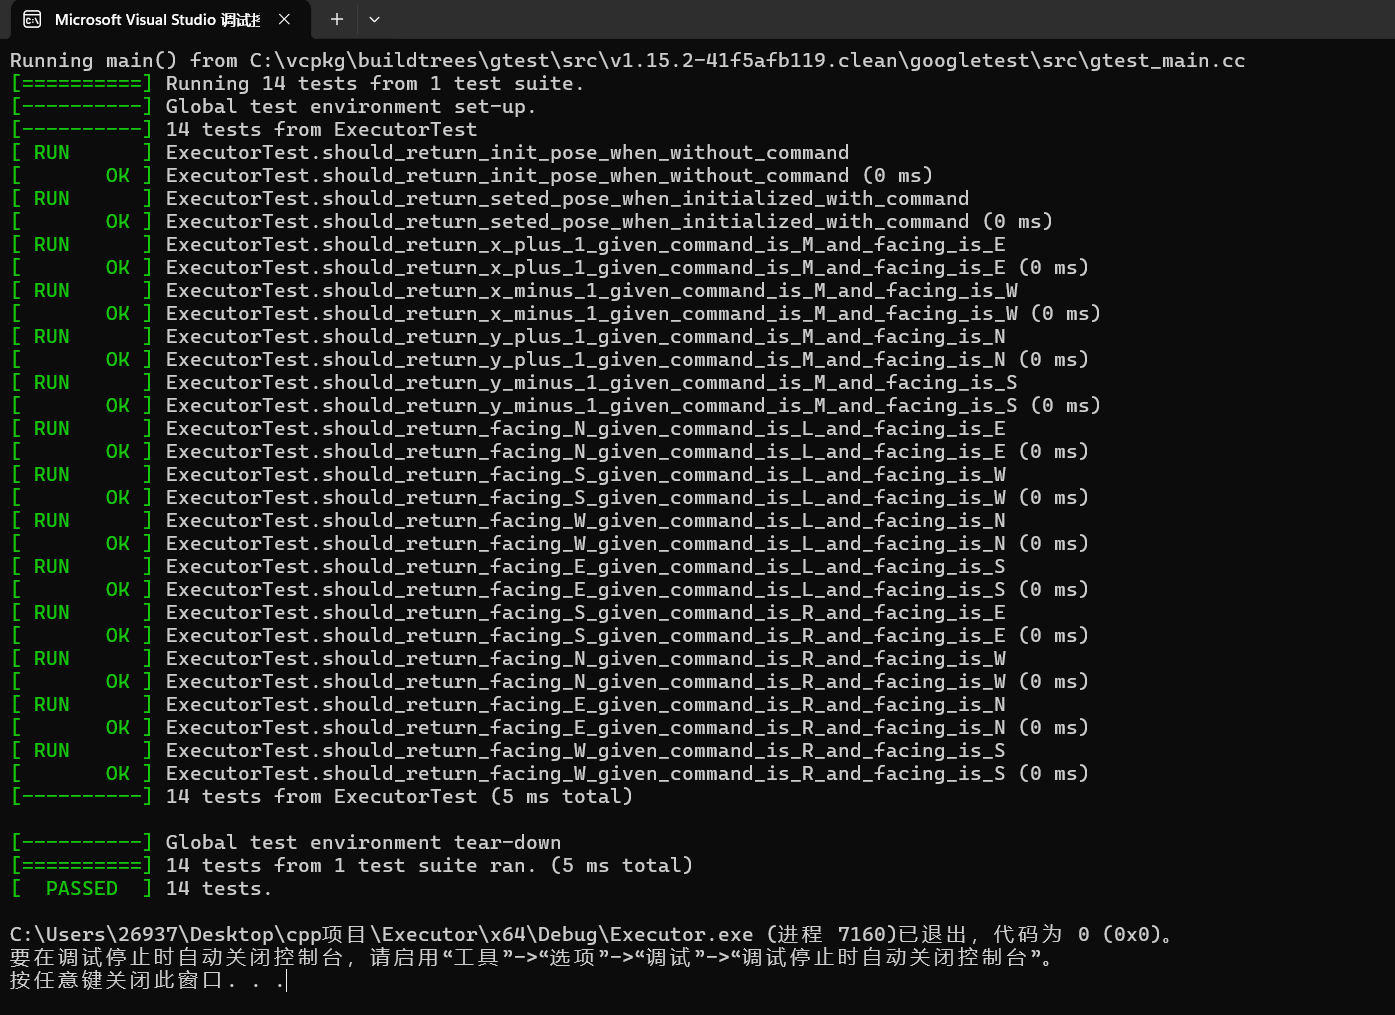 Microsoft Visual Studio 调试控
Running main() from C:\vcpkg\buildtrees\gtest\src\v1.15.2-41f5afb119.clean\googletest\src\gtest_main.cc
[==========] Running 14 tests from 1 test suite.
[----------] Global test environment set-up.
[----------] 14 tests from ExecutorTest
[ RUN      ] ExecutorTest.should_return_init_pose_when_without_command
[       OK ] ExecutorTest.should_return_init_pose_when_without_command (0 ms)
[ RUN      ] ExecutorTest.should_return_seted_pose_when_initialized_with_command
[       OK ] ExecutorTest.should_return_seted_pose_when_initialized_with_command (0 ms)
[ RUN      ] ExecutorTest.should_return_x_plus_1_given_command_is_M_and_facing_is_E
[       OK ] ExecutorTest.should_return_x_plus_1_given_command_is_M_and_facing_is_E (0 ms)
[ RUN      ] ExecutorTest.should_return_x_minus_1_given_command_is_M_and_facing_is_W
[       OK ] ExecutorTest.should_return_x_minus_1_given_command_is_M_and_facing_is_W (0 ms)
[ RUN      ] ExecutorTest.should_return_y_plus_1_given_command_is_M_and_facing_is_N
[       OK ] ExecutorTest.should_return_y_plus_1_given_command_is_M_and_facing_is_N (0 ms)
[ RUN      ] ExecutorTest.should_return_y_minus_1_given_command_is_M_and_facing_is_S
[       OK ] ExecutorTest.should_return_y_minus_1_given_command_is_M_and_facing_is_S (0 ms)
[ RUN      ] ExecutorTest.should_return_facing_N_given_command_is_L_and_facing_is_E
[       OK ] ExecutorTest.should_return_facing_N_given_command_is_L_and_facing_is_E (0 ms)
[ RUN      ] ExecutorTest.should_return_facing_S_given_command_is_L_and_facing_is_W
[       OK ] ExecutorTest.should_return_facing_S_given_command_is_L_and_facing_is_W (0 ms)
[ RUN      ] ExecutorTest.should_return_facing_W_given_command_is_L_and_facing_is_N
[       OK ] ExecutorTest.should_return_facing_W_given_command_is_L_and_facing_is_N (0 ms)
[ RUN      ] ExecutorTest.should_return_facing_E_given_command_is_L_and_facing_is_S
[       OK ] ExecutorTest.should_return_facing_E_given_command_is_L_and_facing_is_S (0 ms)
[ RUN      ] ExecutorTest.should_return_facing_S_given_command_is_R_and_facing_is_E
[       OK ] ExecutorTest.should_return_facing_S_given_command_is_R_and_facing_is_E (0 ms)
[ RUN      ] ExecutorTest.should_return_facing_N_given_command_is_R_and_facing_is_W
[       OK ] ExecutorTest.should_return_facing_N_given_command_is_R_and_facing_is_W (0 ms)
[ RUN      ] ExecutorTest.should_return_facing_E_given_command_is_R_and_facing_is_N
[       OK ] ExecutorTest.should_return_facing_E_given_command_is_R_and_facing_is_N (0 ms)
[ RUN      ] ExecutorTest.should_return_facing_W_given_command_is_R_and_facing_is_S
[       OK ] ExecutorTest.should_return_facing_W_given_command_is_R_and_facing_is_S (0 ms)
[----------] 14 tests from ExecutorTest (5 ms total)
[----------] Global test environment tear-down
[==========] 14 tests from 1 test suite ran. (5 ms total)
[  PASSED  ] 14 tests.
C:\Users\26937\Desktop\cpp项目\Executor\x64\Debug\Executor.exe (进程 7160)已退出，代码为 0 (0x0)。
要在调试停止时自动关闭控制台，请启用“工具”->“选项”->“调试”->“调试停止时自动关闭控制台”。
按任意键关闭此窗口. . .